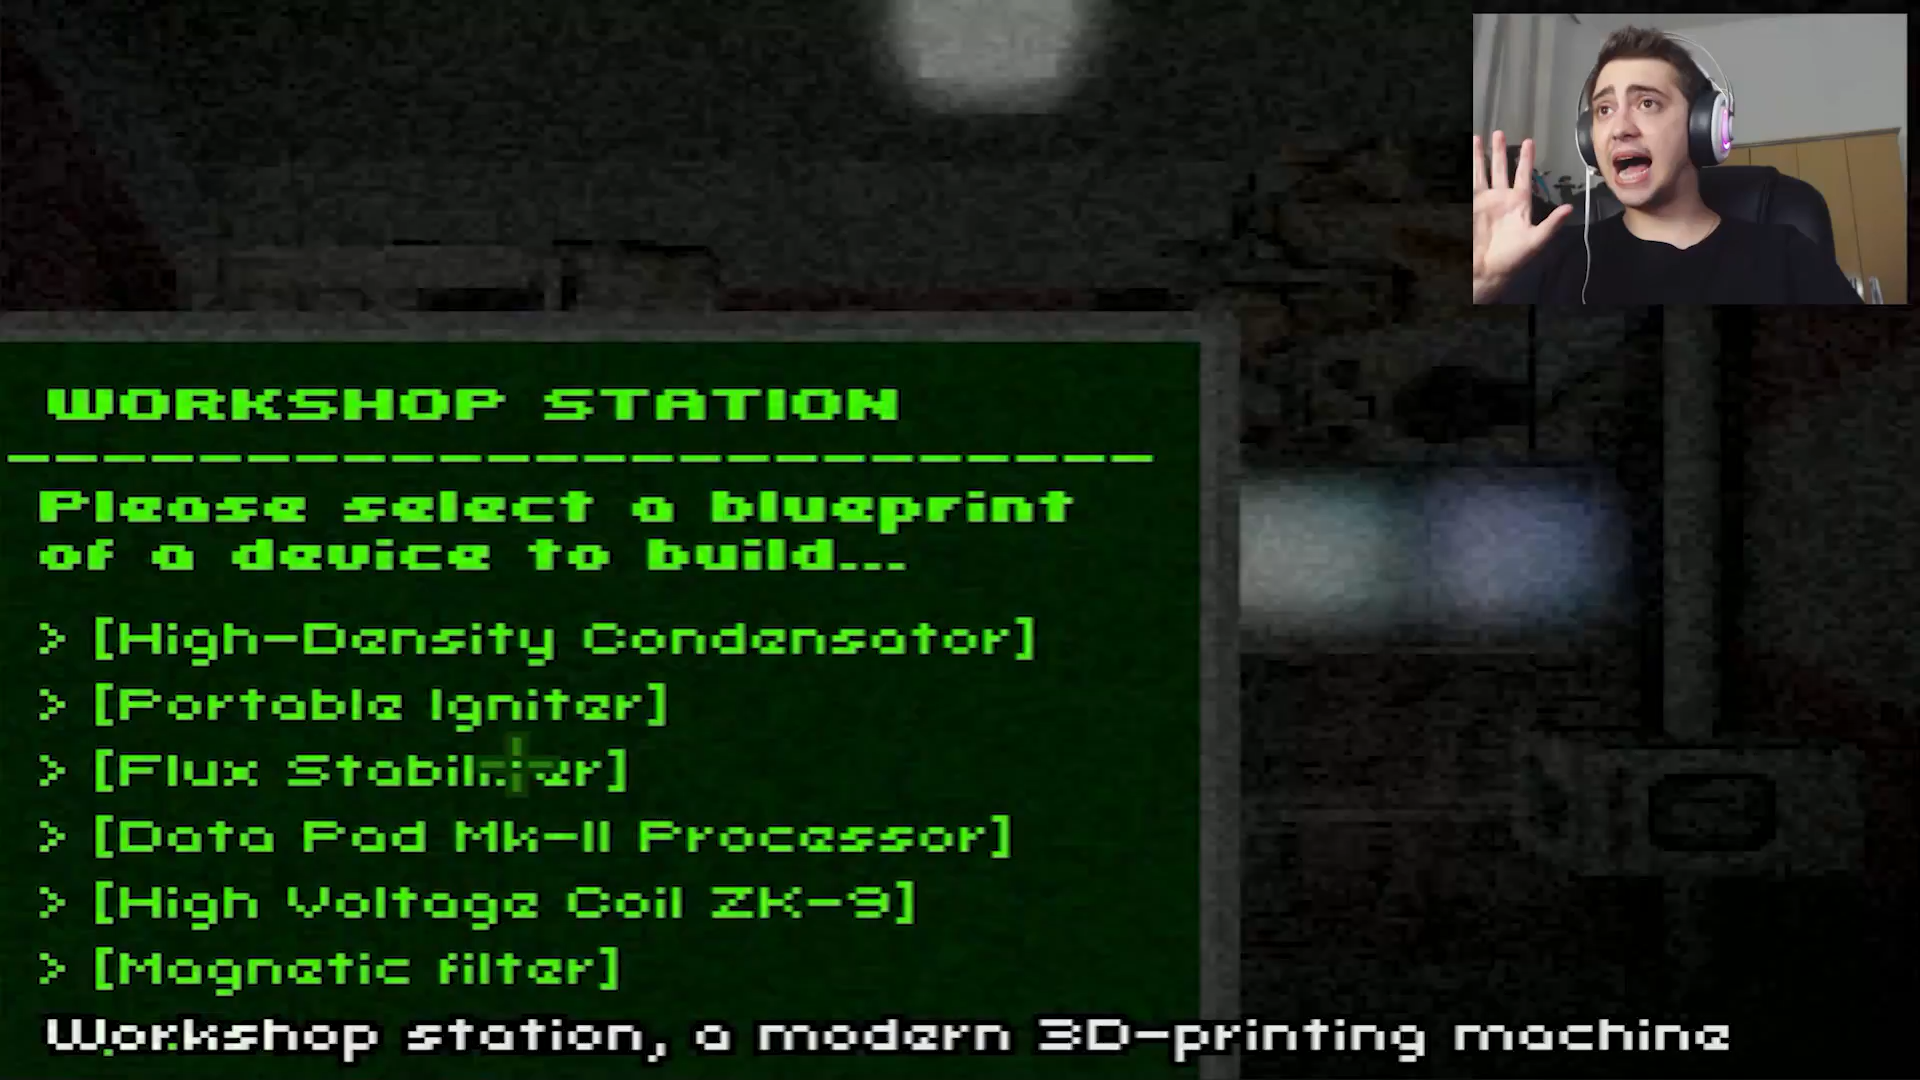 WORKSHOP STATION
Please select a blueprint
of a device to build...
> [High-Density Condensator]
> [Portable Igniter]
> [Flux Stabilizer]
> [Data Pad Mk-II Processor]
> [High Voltage Coil ZK-9]
> [Magnetic filter]
Workshop station, a modern 3D-printing machine